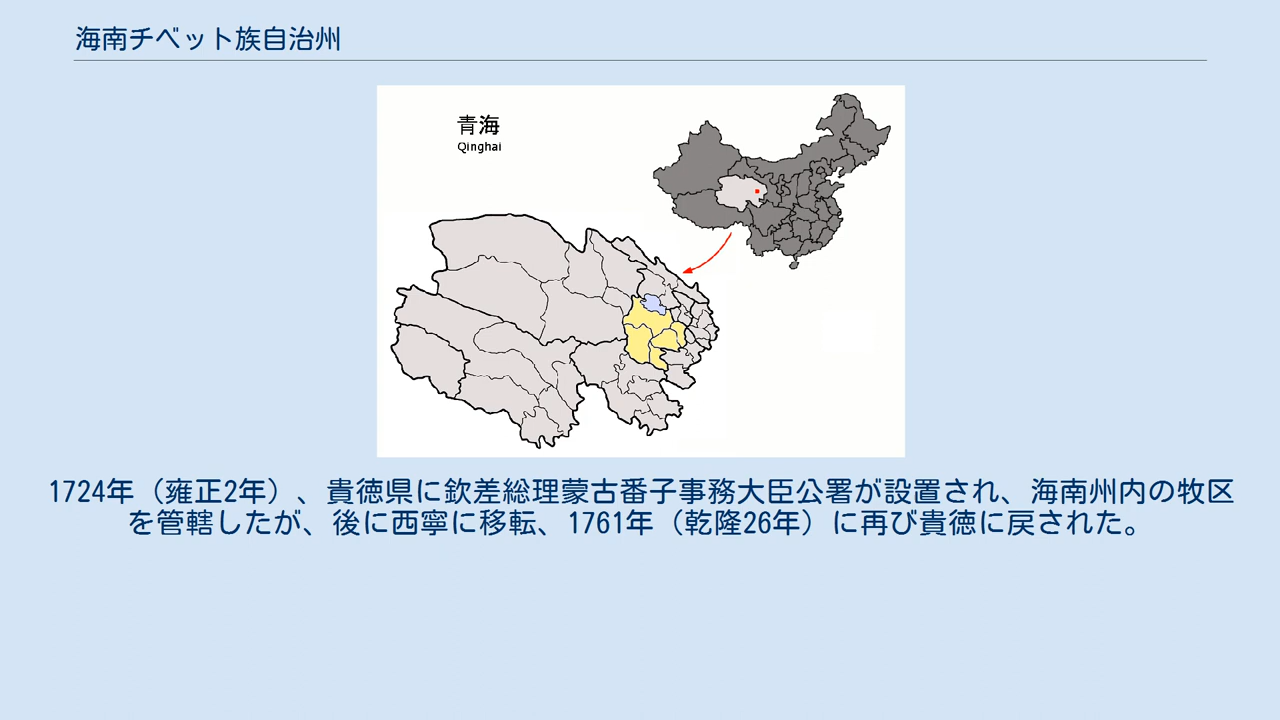 海南チベット族自治州
青海
Qinghai
1724年（雍正2年）、貴徳県に欽差総理蒙古番子事務大臣公署が設置され、海南州内の牧区
を管轄したが、後に西寧に移転、1761年（乾隆26年）に再び貴徳に戻された。